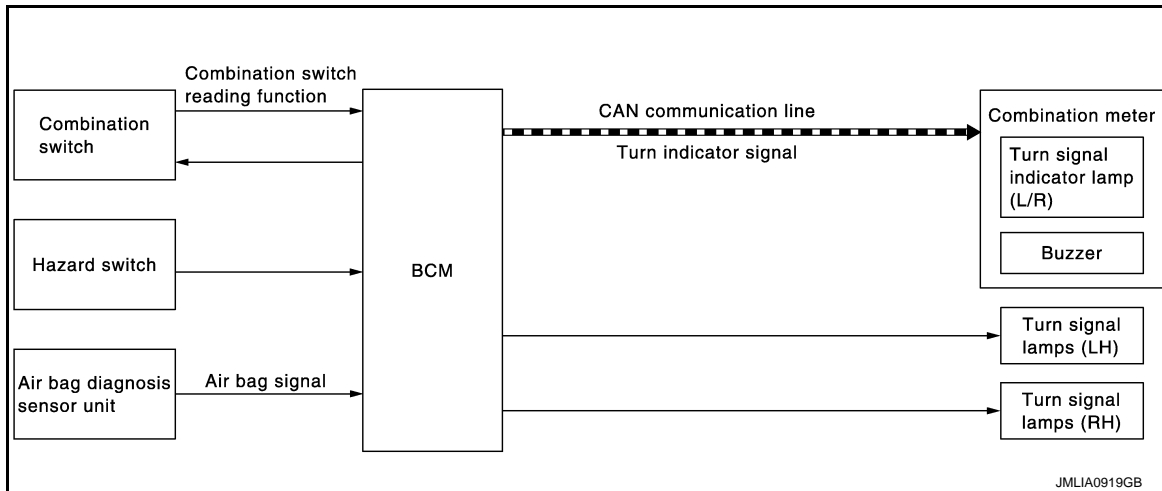 Combination switch
reading function
Combination
switch
Hazard switch
Air bag diagnosis
sensor unit
Air bag signal
BCM
CAN communication line
Turn indicator signal
Combination meter
Turn signal
indicator lamp
(L/R)
Buzzer
Turn signal
lamps (LH)
Turn signal
lamps (RH)
JMLIA0919GB